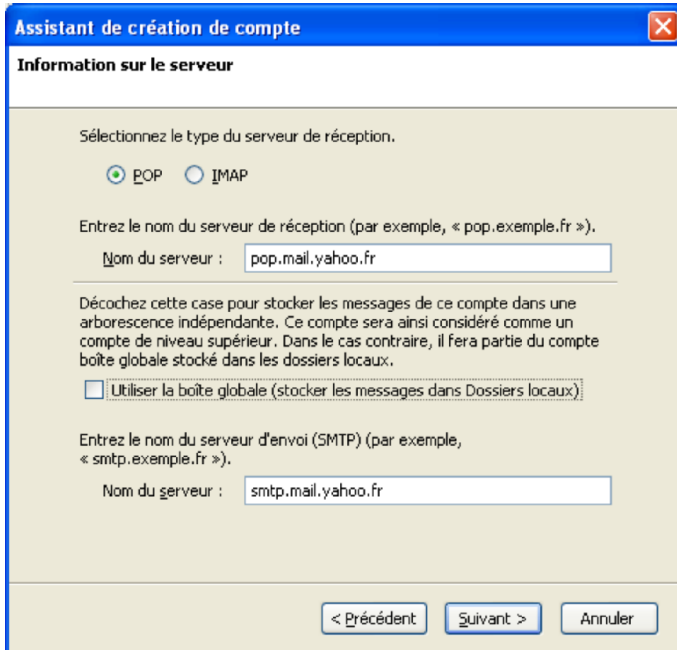 Assistant de création de compte
Information sur le serveur
Sélectionnez le type du serveur de réception.
POP IMAP
Entrez le nom du serveur de réception (par exemple, « pop.exemple.fr »).
Nom du serveur : pop.mail.yahoo.fr
Décochez cette case pour stocker les messages de ce compte dans une
arborescence indépendante. Ce compte sera ainsi considéré comme un
compte de niveau supérieur. Dans le cas contraire, il fera partie du compte
boîte globale stocké dans les dossiers locaux.
Utiliser la boîte globale (stocker les messages dans Dossiers locaux)
Entrez le nom du serveur d'envoi (SMTP) (par exemple,
« smtp.exemple.fr »).
Nom du serveur : smtp.mail.yahoo.fr
< Précédent Suivant > Annuler